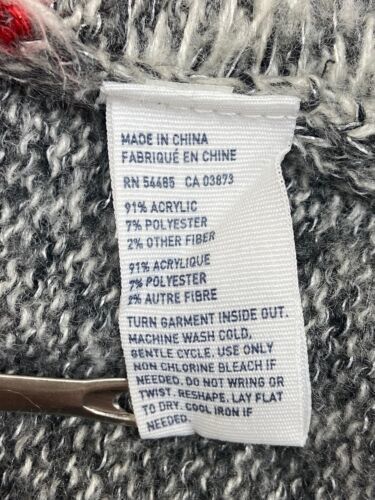 MADE IN CHINA
FABRIQUÉ EN CHINE
RN 54485 CA 03873
91% ACRYLIC
7% POLYESTER
2% OTHER FIBER
91% ACRYLIQUE
7% POLYESTER
2% AUTRE FIBRE
TURN GARMENT INSIDE OUT.
MACHINE WASH COLD,
GENTLE CYCLE. USE ONLY
NON CHLORINE BLEACH IF
NEEDED. DO NOT WRING OR
TWIST. RESHAPE. LAY FLAT
TO DRY. COOL IRON IF
NEEDED